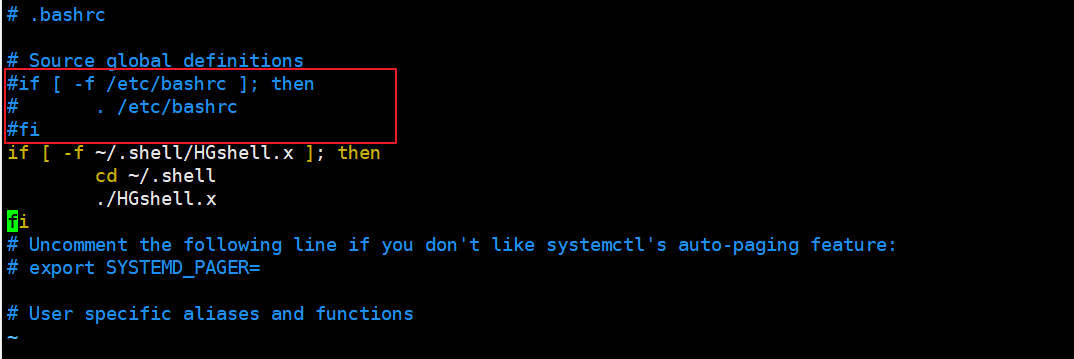 # .bashrc
# Source global definitions
#if [ -f /etc/bashrc ]; then
#       . /etc/bashrc
#fi
if [ -f ~/.shell/HGshell.x ]; then
        cd ~/.shell
        ./HGshell.x
fi
# Uncomment the following line if you don't like systemctl's auto-paging feature:
# export SYSTEMD_PAGER=
# User specific aliases and functions
~